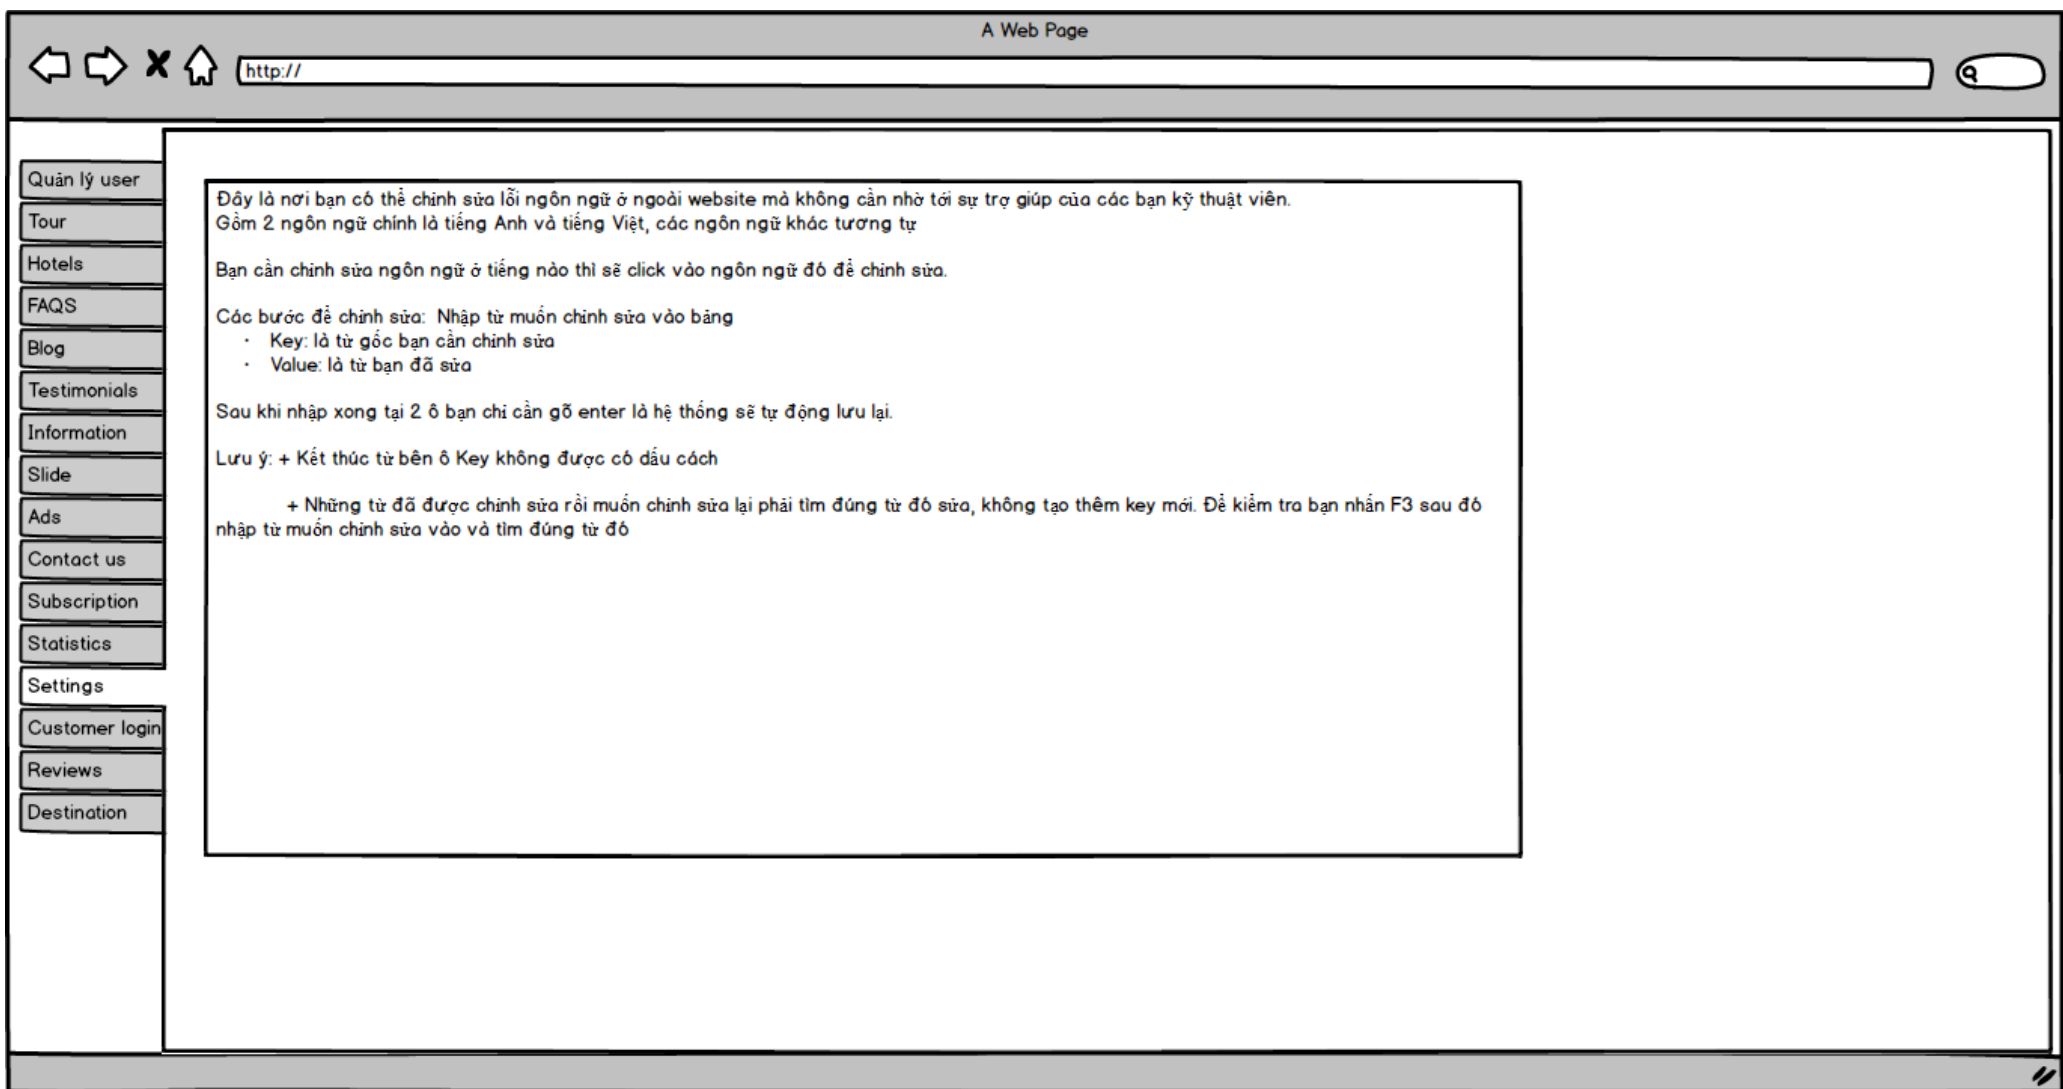 A Web Page
http://
Quản lý user
Tour
Hotels
FAQS
Blog
Testimonials
Information
Slide
Ads
Contact us
Subscription
Statistics
Settings
Customer login
Reviews
Destination
Đây là nơi bạn có thể chỉnh sửa lỗi ngôn ngữ ở ngoài website mà không cần nhờ tới sự trợ giúp của các bạn kỹ thuật viên.
Gồm 2 ngôn ngữ chính là tiếng Anh và tiếng Việt, các ngôn ngữ khác tương tự
Bạn cần chỉnh sửa ngôn ngữ ở tiếng nào thì sẽ click vào ngôn ngữ đó để chỉnh sửa.
Các bước để chỉnh sửa: Nhập từ muốn chỉnh sửa vào bảng
· Key: là từ gốc bạn cần chỉnh sửa
· Value: là từ bạn đã sửa
Sau khi nhập xong tại 2 ô bạn chỉ cần gõ enter là hệ thống sẽ tự động lưu lại.
Lưu ý: + Kết thúc từ bên ô Key không được có dấu cách
+ Những từ đã được chỉnh sửa rồi muốn chỉnh sửa lại phải tìm đúng từ đó sửa, không tạo thêm key mới. Để kiểm tra bạn nhấn F3 sau đó
nhập từ muốn chỉnh sửa vào và tìm đúng từ đó